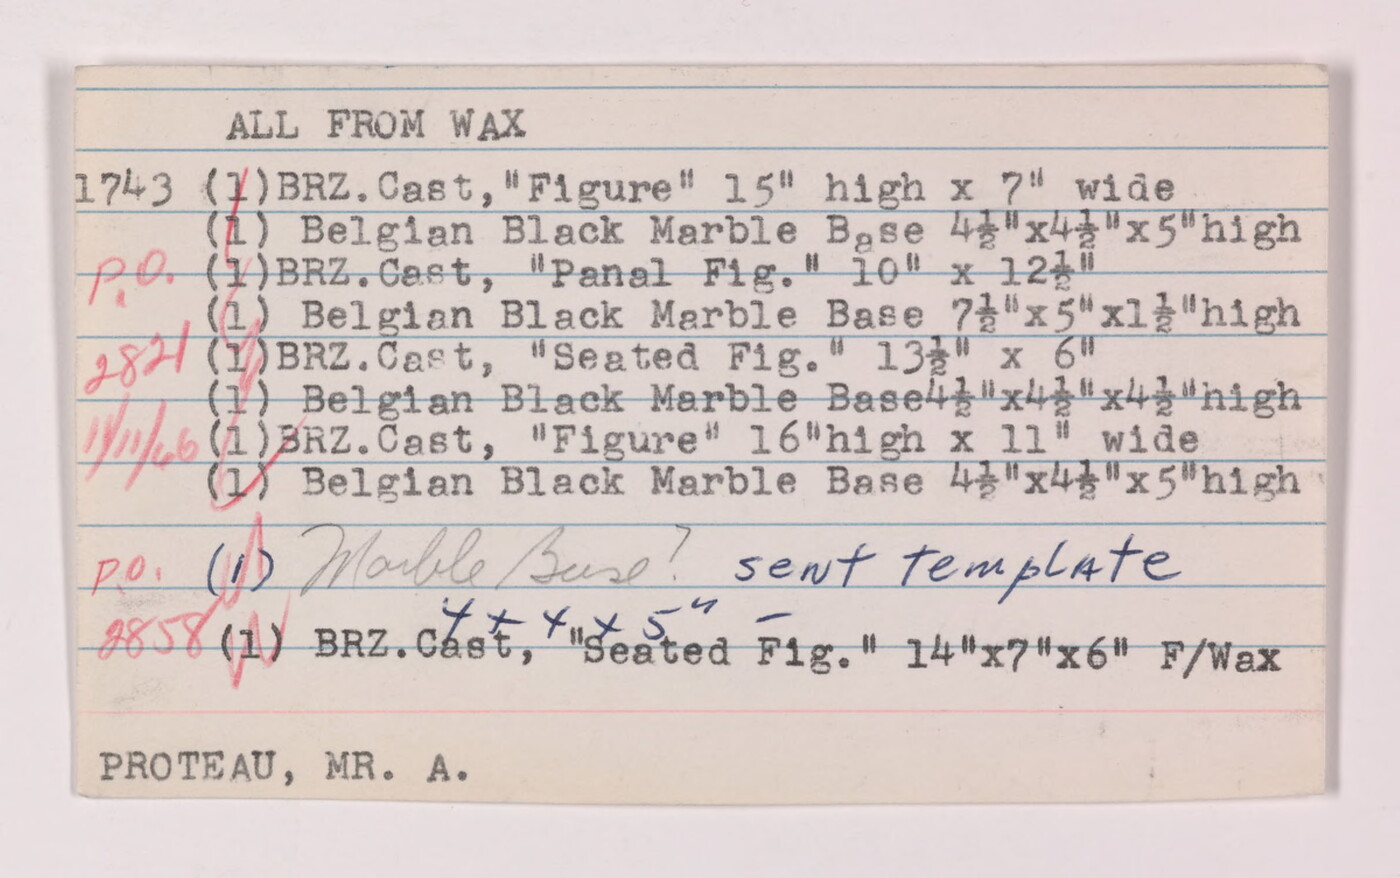 ALL FROM WAX
1743 (1)BRZ.Cast,"Figure" 15" high x 7" wide
(1) Belgian Black Marble Base 4½"x4½"x5"high
P.O. (1)BRZ.Cast, "Panal Fig." 10" x 12½"
(1) Belgian Black Marble Base 7½"x5"x1½"high
2821 (1)BRZ.Cast, "Seated Fig." 13½" x 6"
(1) Belgian Black Marble Base4½"x4½"x4½"high
11/11/66 (1)BRZ.Cast, "Figure" 16"high x 11" wide
(1) Belgian Black Marble Base 4½"x4½"x5"high
P.O. (1) Marble Base? sent template
4 x 4 x 5" –
2858 (1) BRZ.Cast, "Seated Fig." 14"x7"x6" F/Wax
PROTEAU, MR. A.